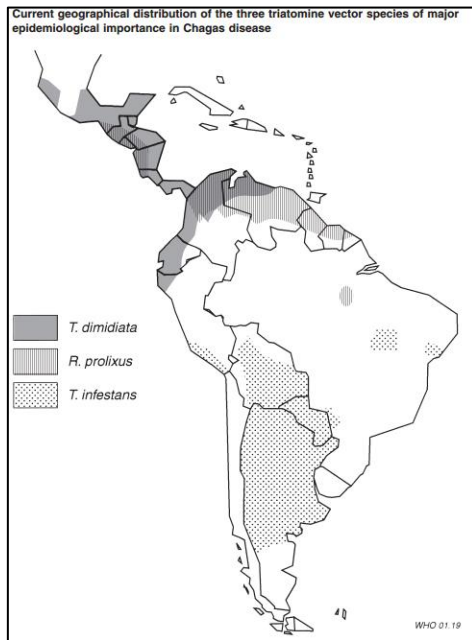 Current geographical distribution of the three triatomine vector species of major
epidemiological importance in Chagas disease
T. dimidiata
R. prolixus
T. infestans
WHO 01.19